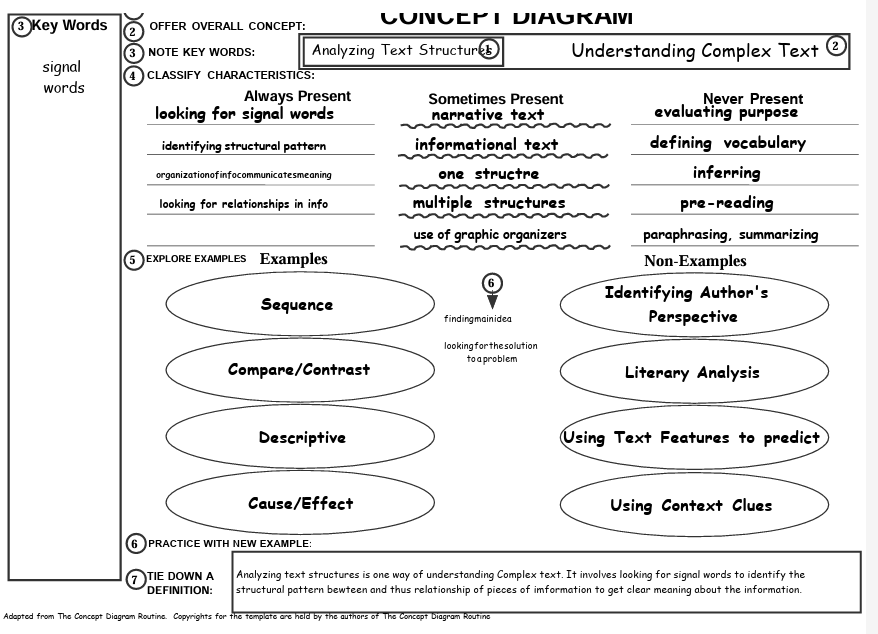 CONCEPT DIAGRAM
3 Key Words
signal
words
2 OFFER OVERALL CONCEPT:
3 NOTE KEY WORDS:
Analyzing Text Structures 1
Understanding Complex Text 2
4 CLASSIFY CHARACTERISTICS:
Always Present
looking for signal words
identifying structural pattern
organizationofinfocommunicatesmeaning
looking for relationships in info
Sometimes Present
narrative text
informational text
one structre
multiple structures
use of graphic organizers
Never Present
evaluating purpose
defining vocabulary
inferring
pre-reading
paraphrasing, summarizing
5 EXPLORE EXAMPLES
Examples
Sequence
Compare/Contrast
Descriptive
Cause/Effect
6
findingmainidea
lookingforthesolution
toaproblem
Non-Examples
Identifying Author's
Perspective
Literary Analysis
Using Text Features to predict
Using Context Clues
6 PRACTICE WITH NEW EXAMPLE:
7 TIE DOWN A
DEFINITION:
Analyzing text structures is one way of understanding Complex text. It involves looking for signal words to identify the
structural pattern bewteen and thus relationship of pieces of imformation to get clear meaning about the information.
Adapted from The Concept Diagram Routine. Copyrights for the template are held by the authors of The Concept Diagram Routine